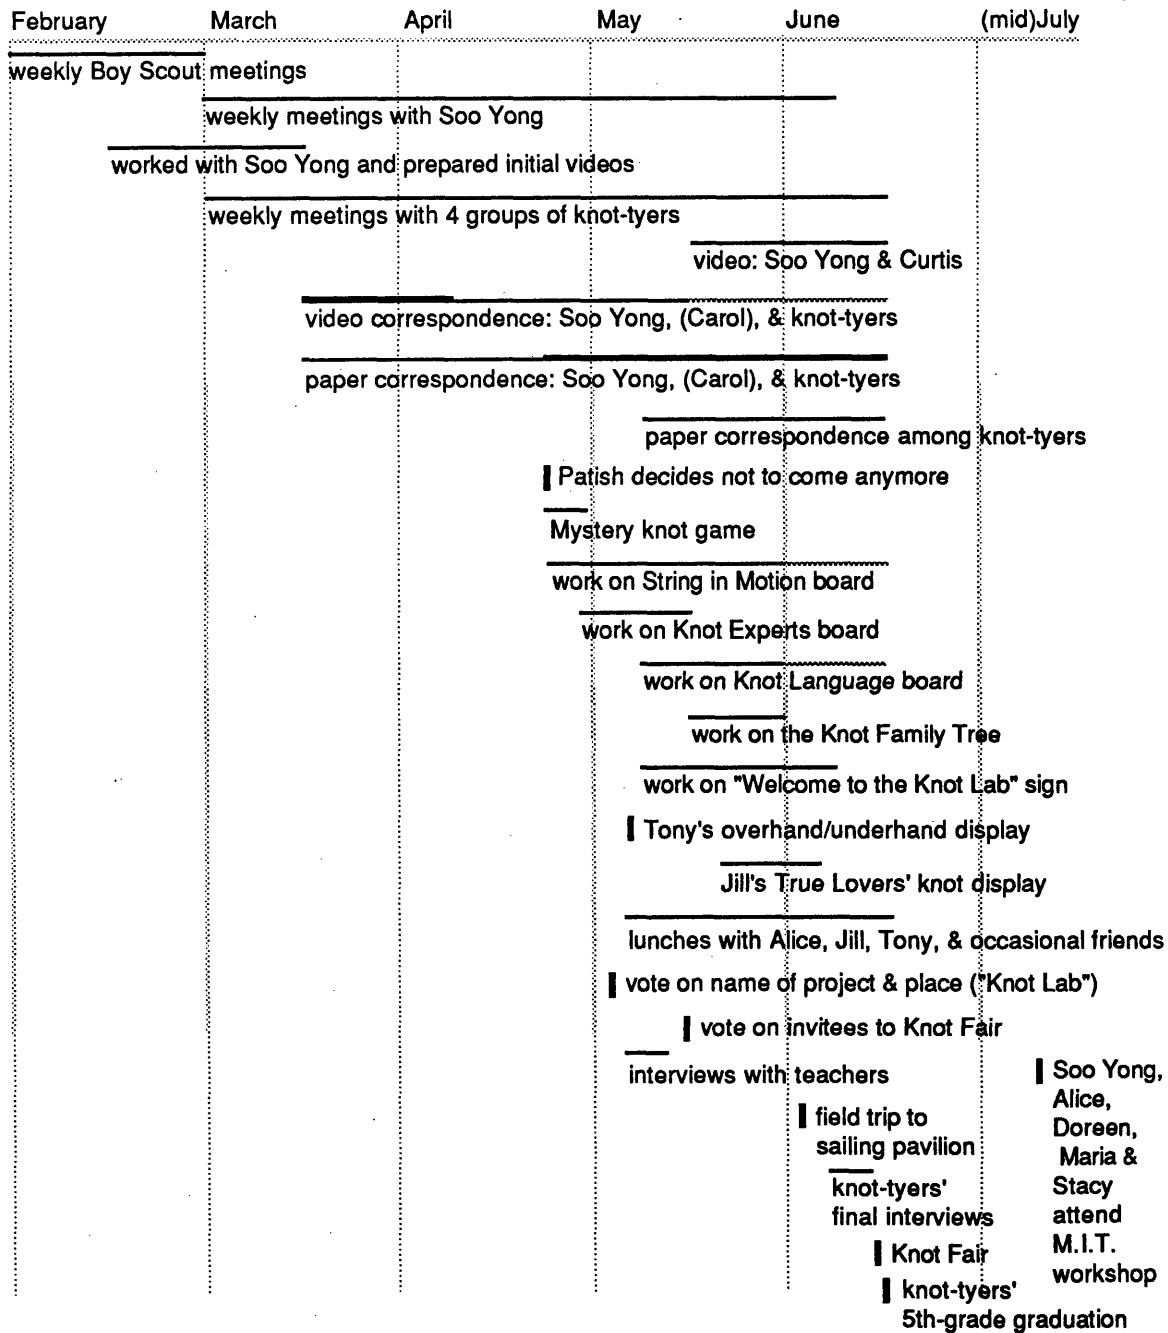 February March April May June (mid)July
weekly Boy Scout meetings
weekly meetings with Soo Yong
worked with Soo Yong and prepared initial videos
weekly meetings with 4 groups of knot-tyers
video: Soo Yong & Curtis
video correspondence: Soo Yong, (Carol), & knot-tyers
paper correspondence: Soo Yong, (Carol), & knot-tyers
paper correspondence among knot-tyers
Patish decides not to come anymore
Mystery knot game
work on String in Motion board
work on Knot Experts board
work on Knot Language board
work on the Knot Family Tree
work on "Welcome to the Knot Lab" sign
Tony's overhand/underhand display
Jill's True Lovers' knot display
lunches with Alice, Jill, Tony, & occasional friends
vote on name of project & place ("Knot Lab")
vote on invitees to Knot Fair
interviews with teachers
field trip to
sailing pavilion
knot-tyers'
final interviews
Knot Fair
knot-tyers'
5th-grade graduation
Soo Yong,
Alice,
Doreen,
Maria &
Stacy
attend
M.I.T.
workshop